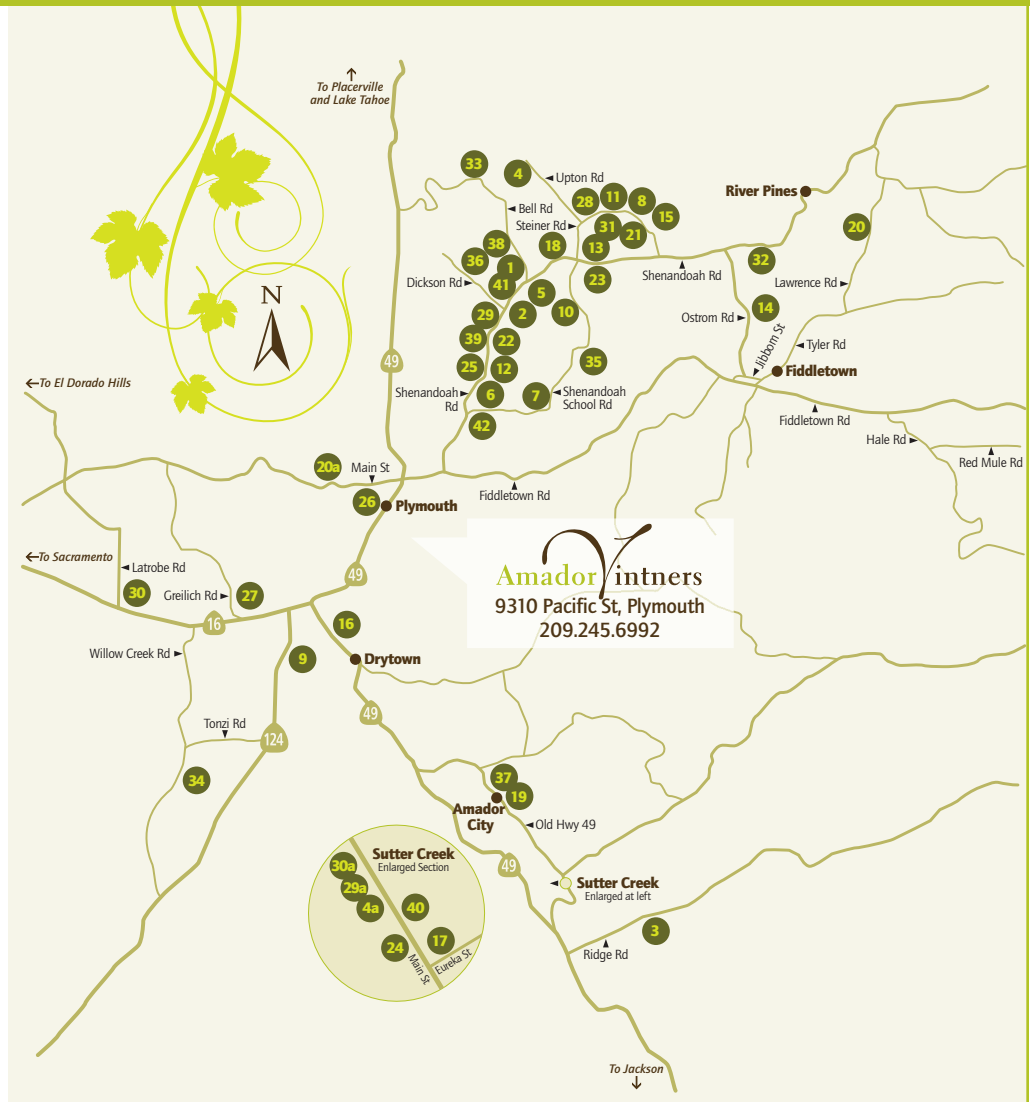 ↑
To Placerville
and Lake Tahoe
33
4
Upton Rd
28
11
8
15
River Pines
Bell Rd
Steiner Rd
31
21
20
38
18
13
36
1
32
Dickson Rd
41
23
Shenandoah Rd
Lawrence Rd
5
N
29
2
10
Ostrom Rd
14
39
22
Jibbom St
Tyler Rd
49
25
12
35
Fiddletown
←To El Dorado Hills
Shenandoah
Rd
6
7
Shenandoah
School Rd
42
Fiddletown Rd
Hale Rd
Red Mule Rd
20a
Main St
26
Plymouth
Fiddletown Rd
←To Sacramento
Latrobe Rd
49
Amador Vintners
9310 Pacific St, Plymouth
209.245.6992
30
Greilich Rd
27
16
16
Willow Creek Rd
9
Drytown
49
Tonzi Rd
124
34
37
19
Amador
City
Old Hwy 49
49
Sutter Creek
Enlarged Section
30a
29a
4a
40
24
17
Main St
Eureka St
Sutter Creek
Enlarged at left
3
Ridge Rd
To Jackson
↓